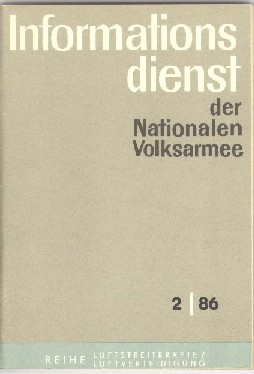 Informations
dienst
der
Nationalen
Volksarmee
2 | 86
REIHE LUFTSTREITKRÄFTE/
LUFTVERTEIDIGUNG